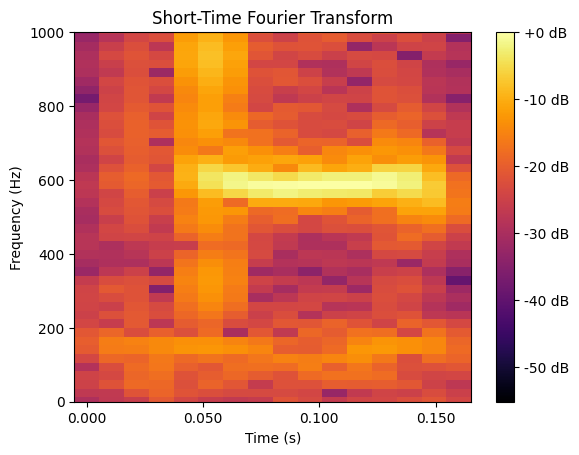 Short-Time Fourier Transform
1000
800
600
400
200
0
Frequency (Hz)
0.000
0.050
0.100
0.150
Time (s)
+0 dB
-10 dB
-20 dB
-30 dB
-40 dB
-50 dB